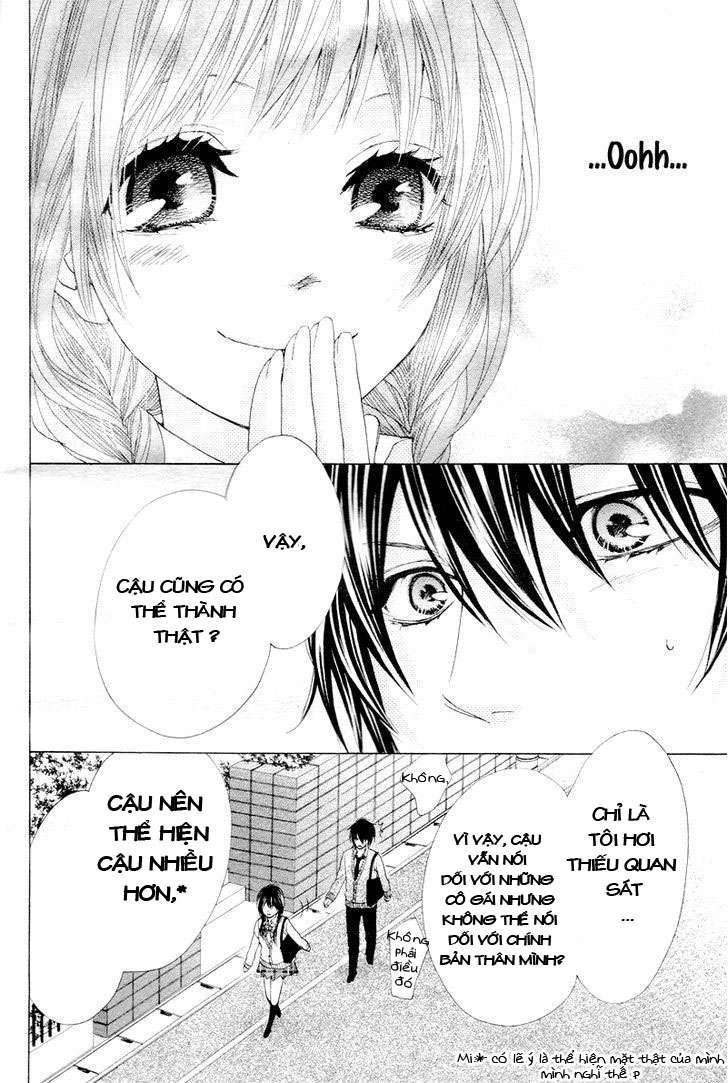 ...Oohh...
VẬY,
CẬU CŨNG CÓ
THỂ THÀNH
THẬT ?
CHỈ LÀ
TÔI HƠI
THIẾU QUAN
SÁT
...
Không,
VÌ VẬY, CẬU
VẪN NÓI
DỐI VỚI NHỮNG
CÔ GÁI NHƯNG
KHÔNG THỂ NÓI
DỐI VỚI CHÍNH
BẢN THÂN MÌNH?
Không
phải
điều
đó
CẬU NÊN
THỂ HIỆN
CẬU NHIỀU
HƠN,*
Mi:* có lẽ ý là thể hiện mặt thật của mình
mình nghĩ thế :p